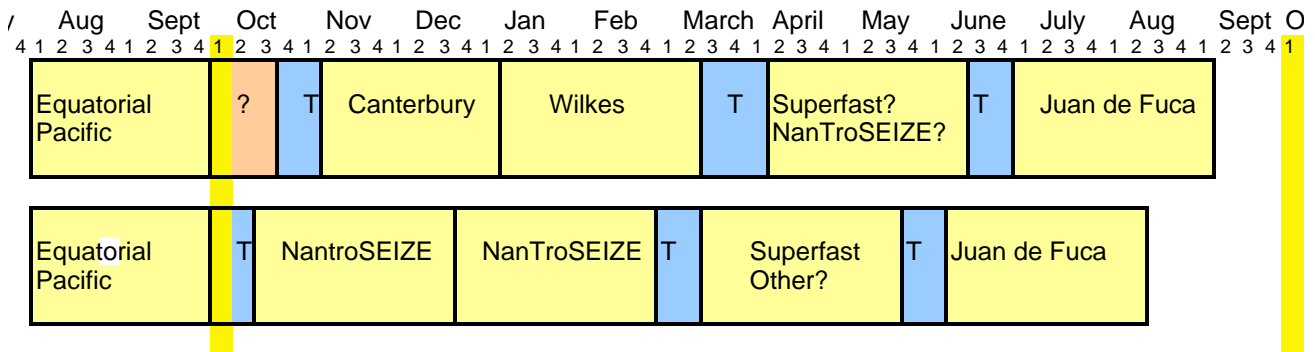 Aug Sept Oct Nov Dec Jan Feb March April May June July Aug Sept O
4 1 2 3 4 1 2 3 4 1 2 3 4 1 2 3 4 1 2 3 4 1 2 3 4 1 2 3 4 1 2 3 4 1 2 3 4 1 2 3 4 1 2 3 4 1 2 3 4 1 2 3 4 1 2 3 4 1
Equatorial ? T Canterbury Wilkes T Superfast? T Juan de Fuca
Pacific NanTroSEIZE?
Equatorial T NantroSEIZE NanTroSEIZE T Superfast T Juan de Fuca
Pacific Other?